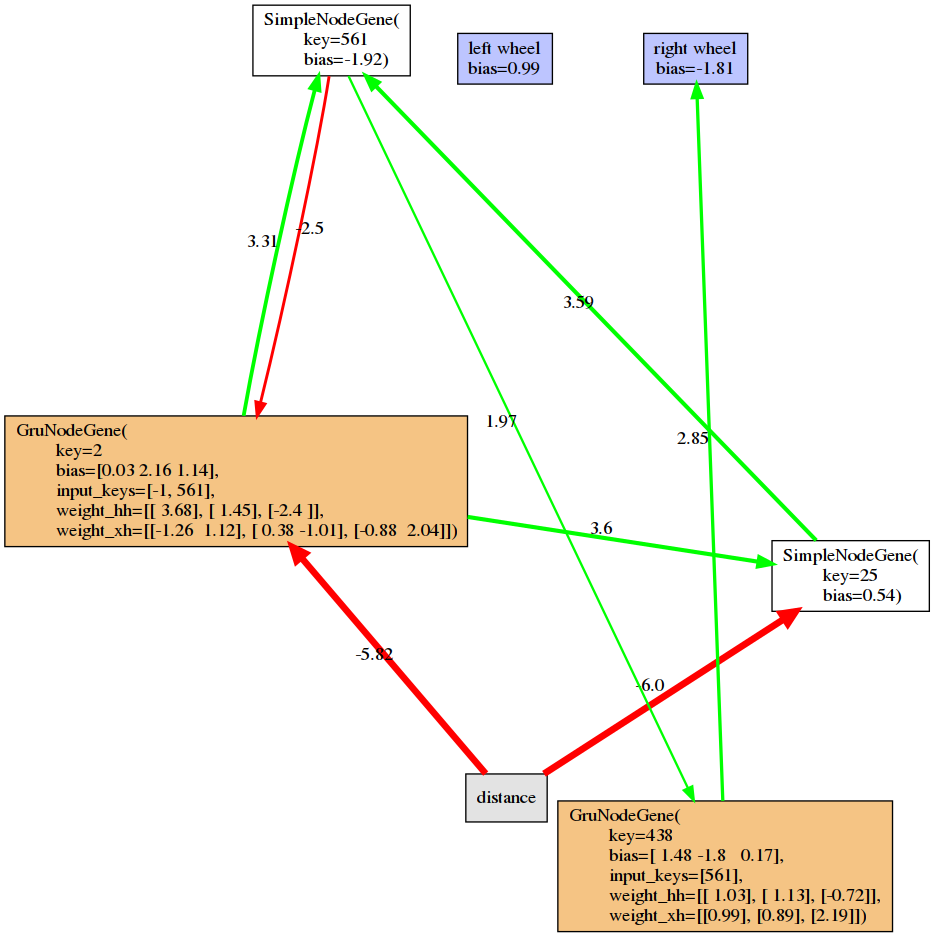 SimpleNodeGene(
key=561
bias=-1.92)
left wheel
bias=0.99
right wheel
bias=-1.81
3.31
-2.5
3.59
1.97
2.85
GruNodeGene(
key=2
bias=[0.03 2.16 1.14],
input_keys=[-1, 561],
weight_hh=[[ 3.68], [ 1.45], [-2.4 ]],
weight_xh=[[-1.26  1.12], [ 0.38 -1.01], [-0.88  2.04]])
3.6
SimpleNodeGene(
key=25
bias=0.54)
-5.82
-6.0
distance
GruNodeGene(
key=438
bias=[ 1.48 -1.8   0.17],
input_keys=[561],
weight_hh=[[ 1.03], [ 1.13], [-0.72]],
weight_xh=[[0.99], [0.89], [2.19]])